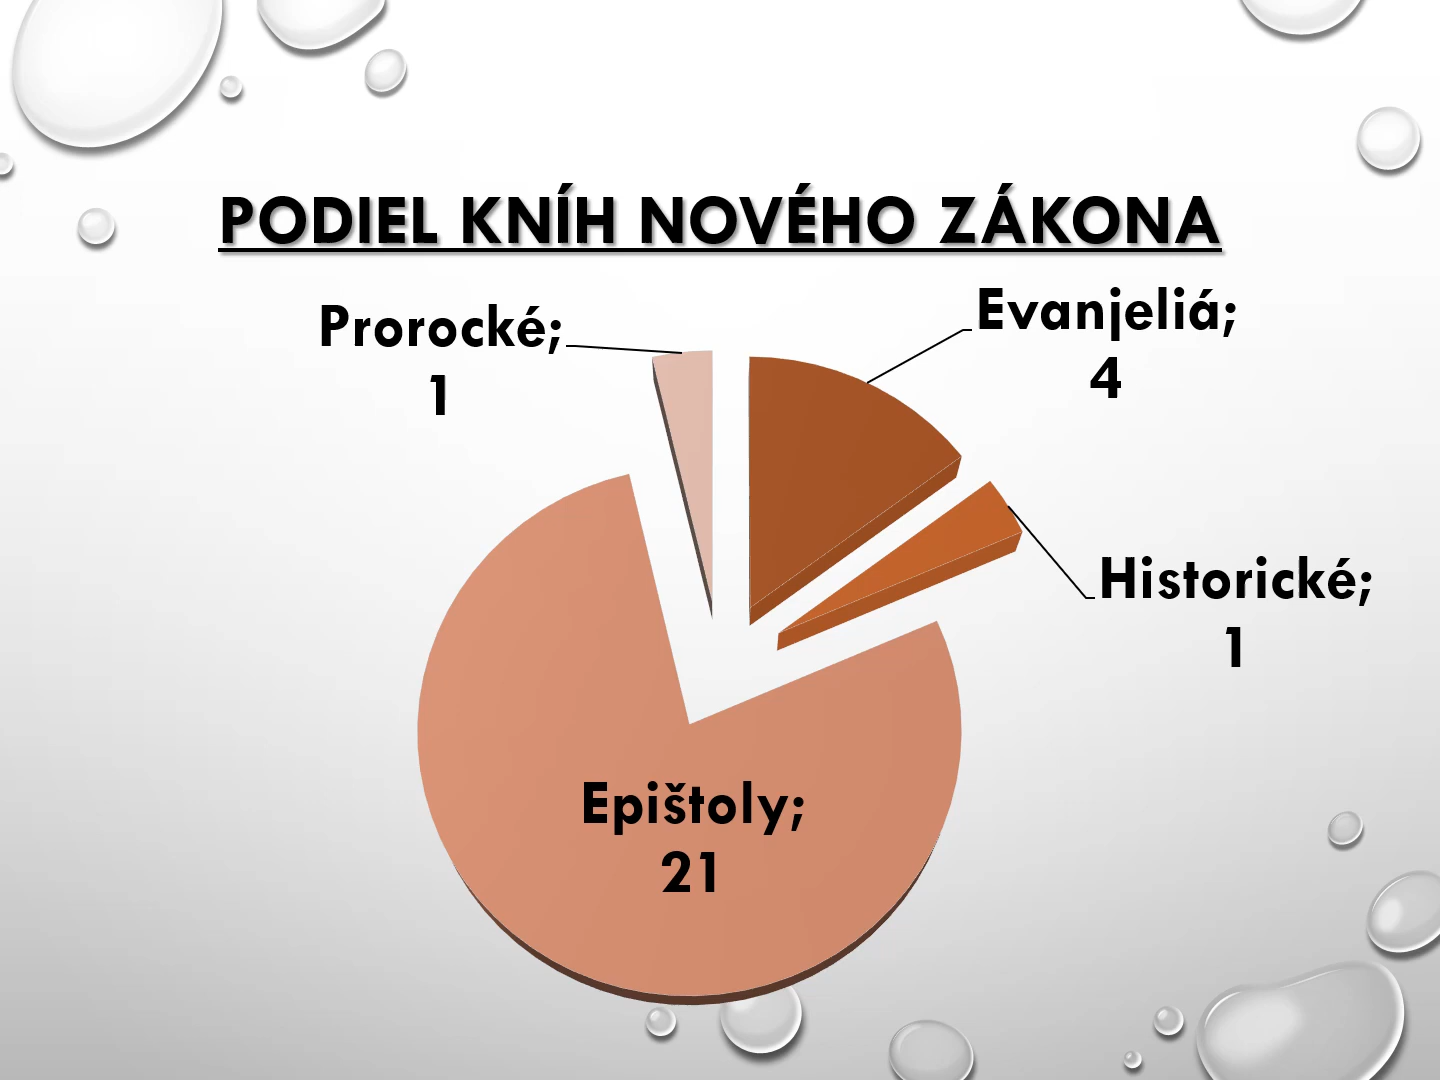 PODIEL KNÍH NOVÉHO ZÁKONA
Prorocké;
1
Evanjeliá;
4
Historické;
1
Epištoly;
21